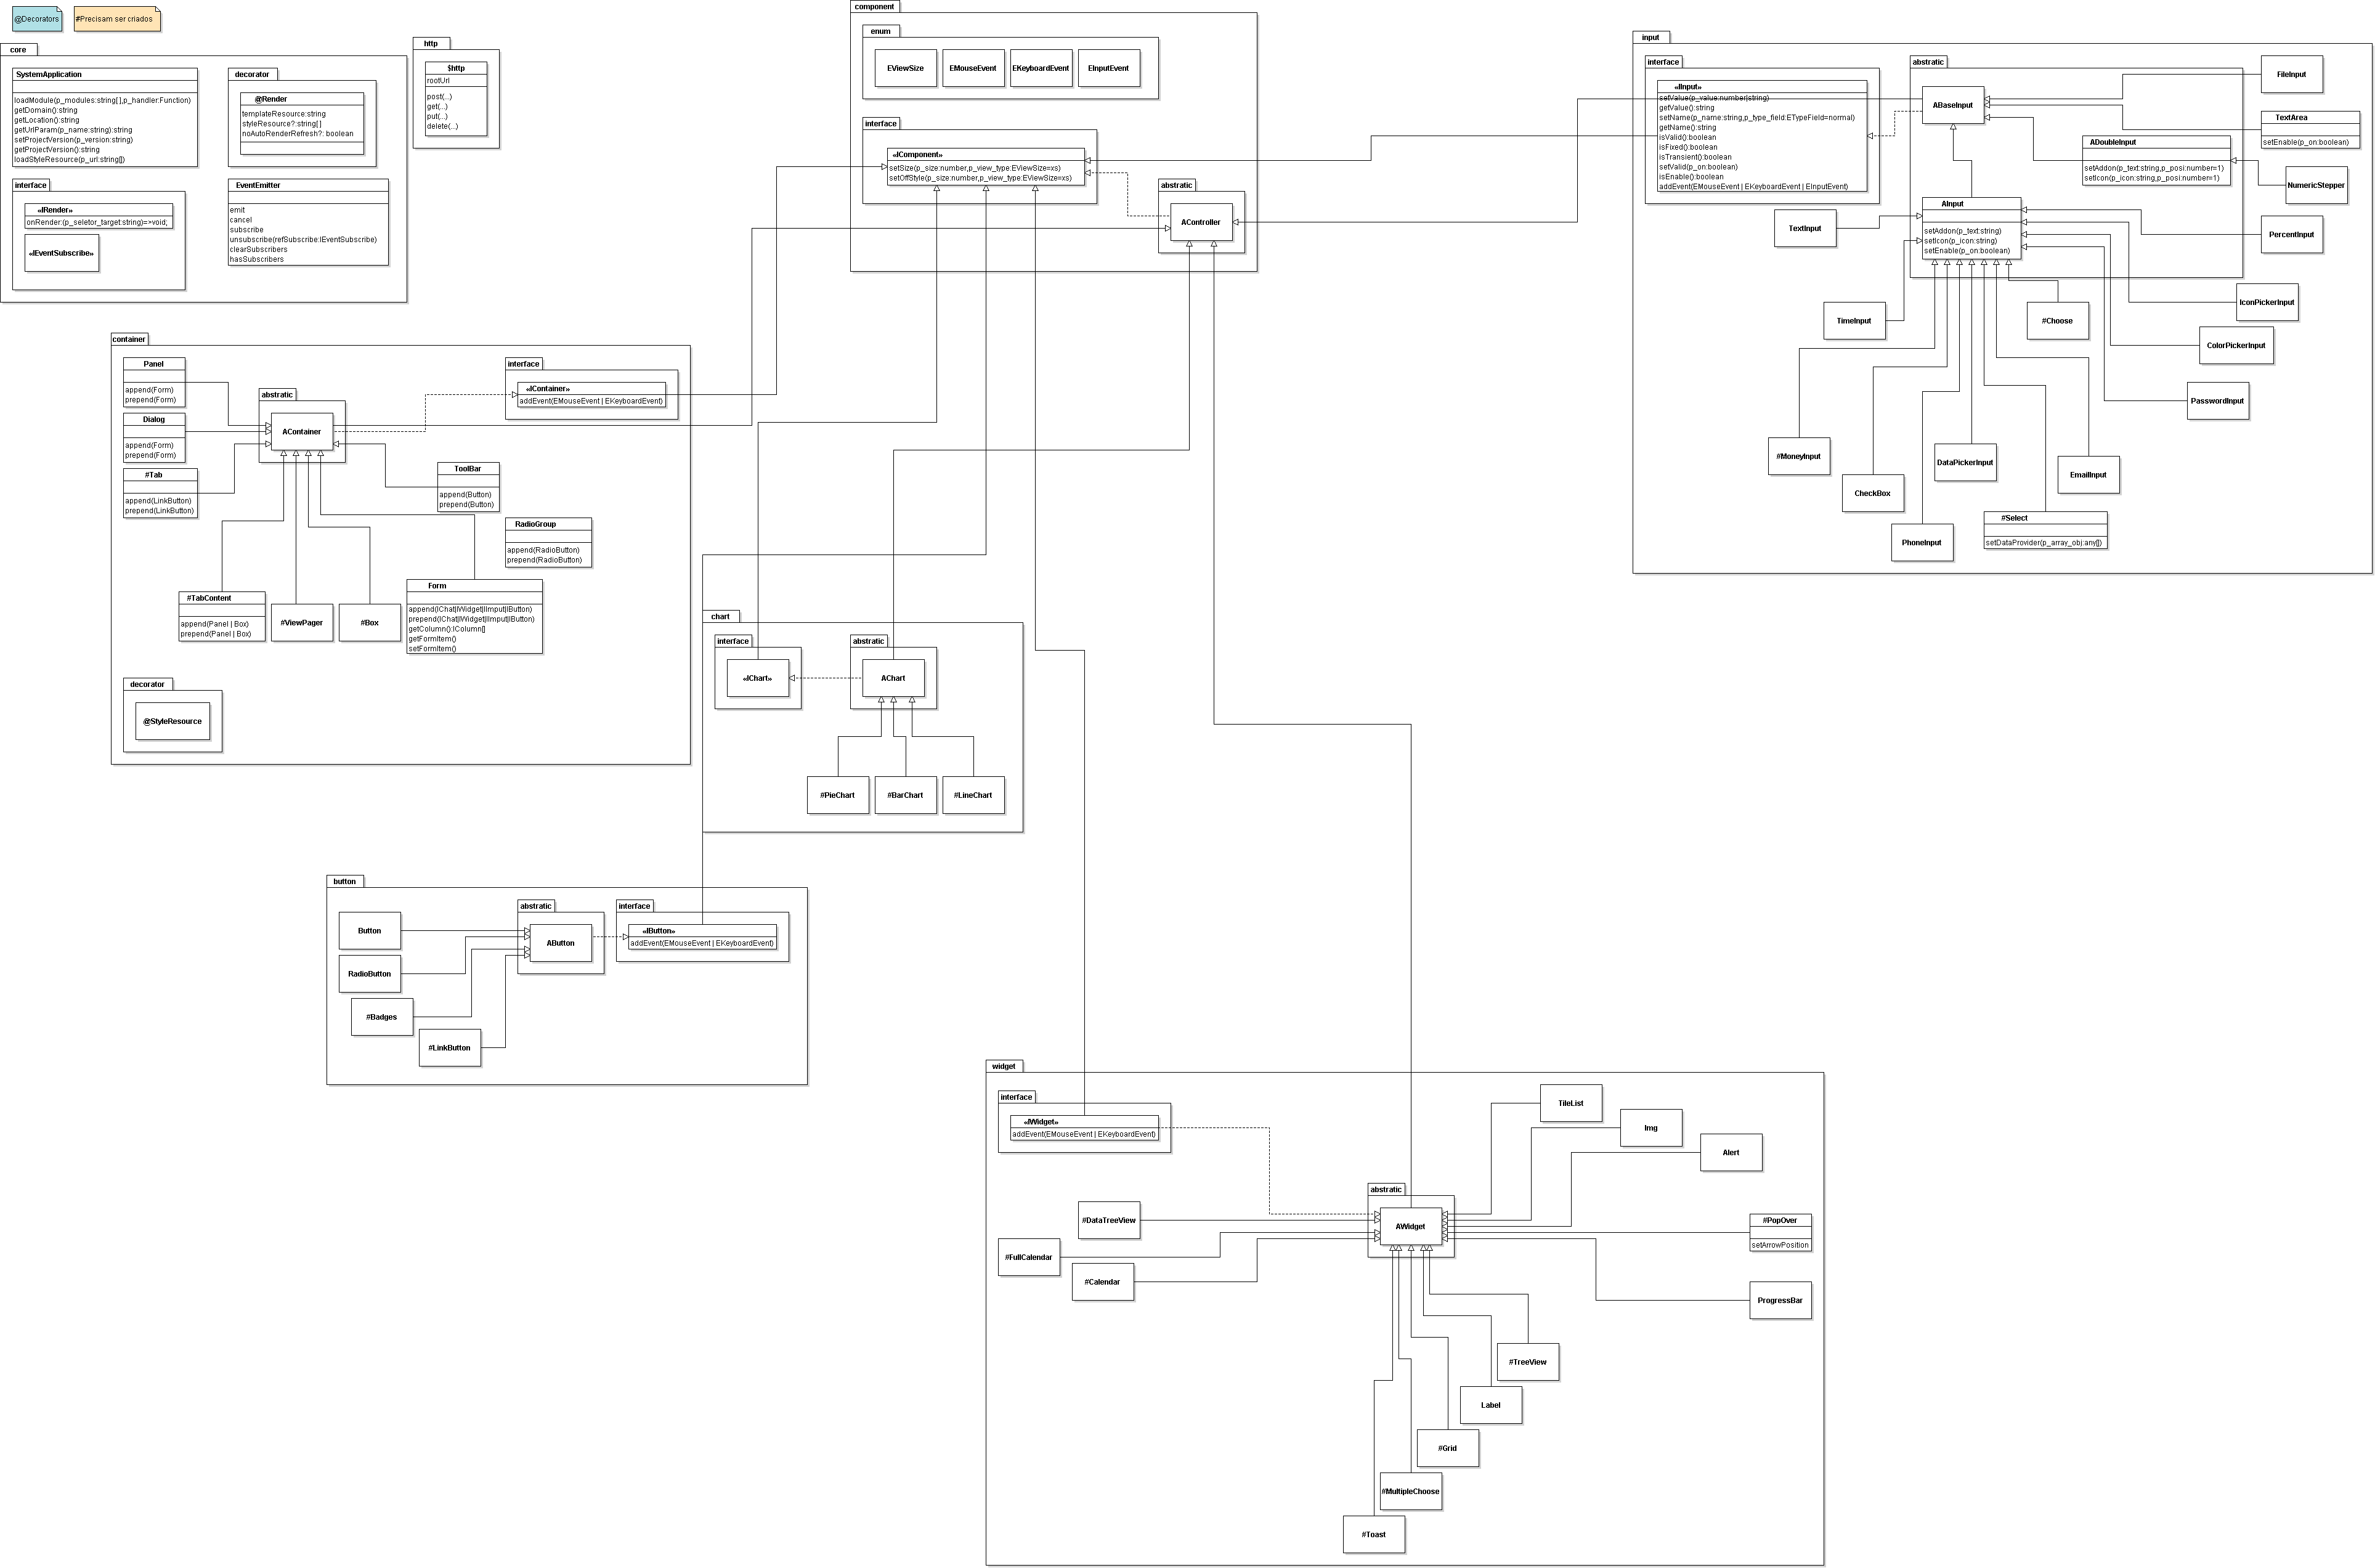 @Decorators
#Precisam ser criados
core
SystemApplication
loadModule(p_modules:string[ ],p_handler:Function)
getDomain():string
getLocation():string
getUrlParam(p_name:string):string
setProjectVersion(p_version:string)
getProjectVersion():string
loadStyleResource(p_url:string[])
decorator
@Render
templateResource:string
styleResource?:string[ ]
noAutoRenderRefresh?: boolean
interface
«IRender»
onRender:(p_seletor_target:string)=>void;
«IEventSubscribe»
EventEmitter
emit
cancel
subscribe
unsubscribe(refSubscribe:IEventSubscribe)
clearSubscribers
hasSubscribers
http
$http
rootUrl
post(...)
get(...)
put(...)
delete(...)
component
enum
EViewSize
EMouseEvent
EKeyboardEvent
EInputEvent
interface
«IComponent»
setSize(p_size:number,p_view_type:EViewSize=xs)
setOffStyle(p_size:number,p_view_type:EViewSize=xs)
abstratic
AController
input
interface
«IInput»
setValue(p_value:number|string)
getValue():string
setName(p_name:string,p_type_field:ETypeField=normal)
getName():string
isValid():boolean
isFixed():boolean
isTransient():boolean
setValid(p_on:boolean)
isEnable():boolean
addEvent(EMouseEvent | EKeyboardEvent | EInputEvent)
abstratic
ABaseInput
ADoubleInput
setAddon(p_text:string,p_posi:number=1)
setIcon(p_icon:string,p_posi:number=1)
AInput
setAddon(p_text:string)
setIcon(p_icon:string)
setEnable(p_on:boolean)
FileInput
TextArea
setEnable(p_on:boolean)
NumericStepper
TextInput
PercentInput
IconPickerInput
TimeInput
#Choose
ColorPickerInput
PasswordInput
#MoneyInput
DataPickerInput
EmailInput
CheckBox
#Select
setDataProvider(p_array_obj:any[])
PhoneInput
container
Panel
append(Form)
prepend(Form)
Dialog
append(Form)
prepend(Form)
#Tab
append(LinkButton)
prepend(LinkButton)
abstratic
AContainer
interface
«IContainer»
addEvent(EMouseEvent | EKeyboardEvent)
ToolBar
append(Button)
prepend(Button)
RadioGroup
append(RadioButton)
prepend(RadioButton)
#TabContent
append(Panel | Box)
prepend(Panel | Box)
#ViewPager
#Box
Form
append(IChat|IWidget|IImput|IButton)
prepend(IChat|IWidget|IImput|IButton)
getColumn():IColumn[]
getFormItem()
setFormItem()
decorator
@StyleResource
chart
interface
«IChart»
abstratic
AChart
#PieChart
#BarChart
#LineChart
button
Button
RadioButton
#Badges
#LinkButton
abstratic
AButton
interface
«IButton»
addEvent(EMouseEvent | EKeyboardEvent)
widget
interface
«IWidget»
addEvent(EMouseEvent | EKeyboardEvent)
TileList
Img
Alert
abstratic
AWidget
#DataTreeView
#FullCalendar
#Calendar
#PopOver
setArrowPosition
ProgressBar
#TreeView
Label
#Grid
#MultipleChoose
#Toast